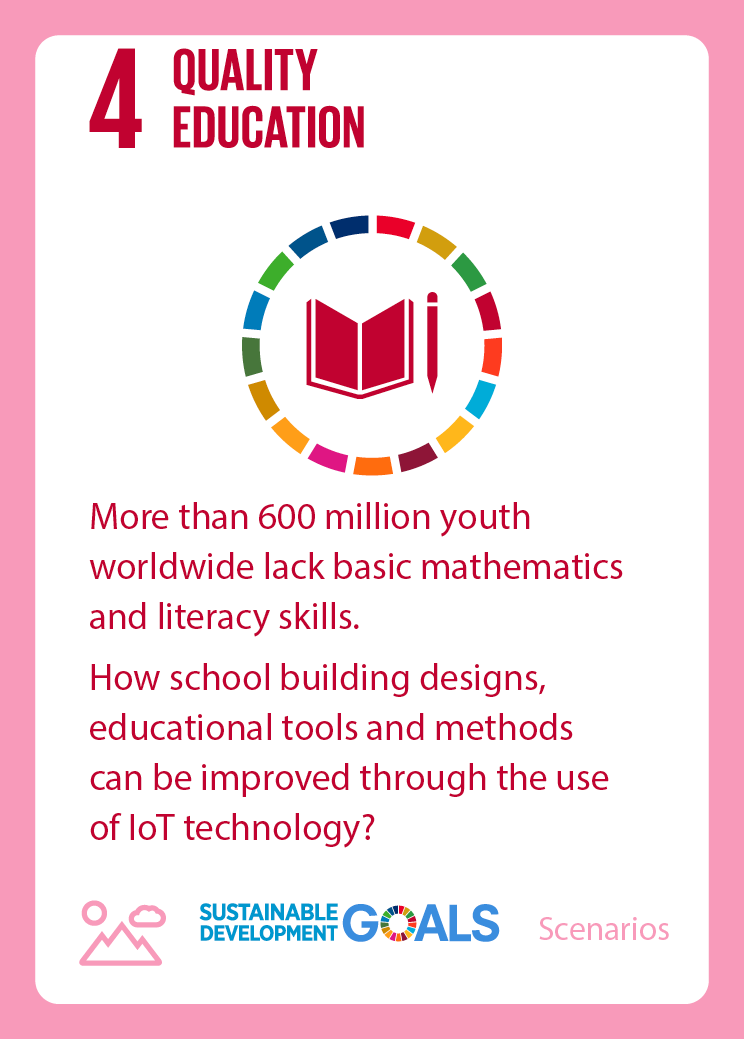 4 QUALITY
EDUCATION
More than 600 million youth
worldwide lack basic mathematics
and literacy skills.
How school building designs,
educational tools and methods
can be improved through the use
of IoT technology?
SUSTAINABLE
DEVELOPMENT GOALS
Scenarios